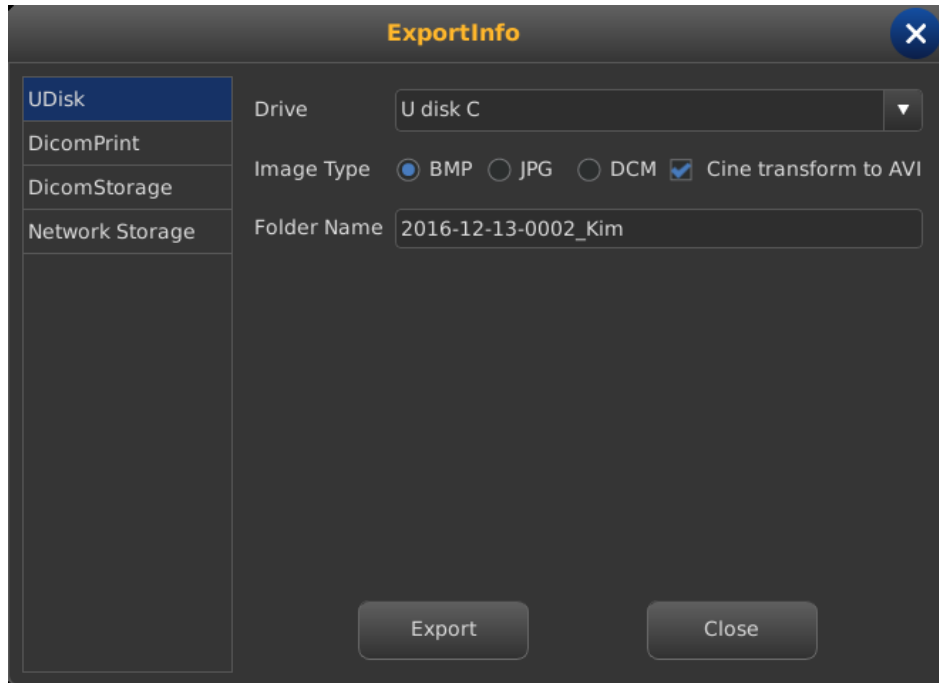 ExportInfo
UDisk
DicomPrint
DicomStorage
Network Storage
Drive U disk C
Image Type BMP JPG DCM Cine transform to AVI
Folder Name 2016-12-13-0002_Kim
Export Close